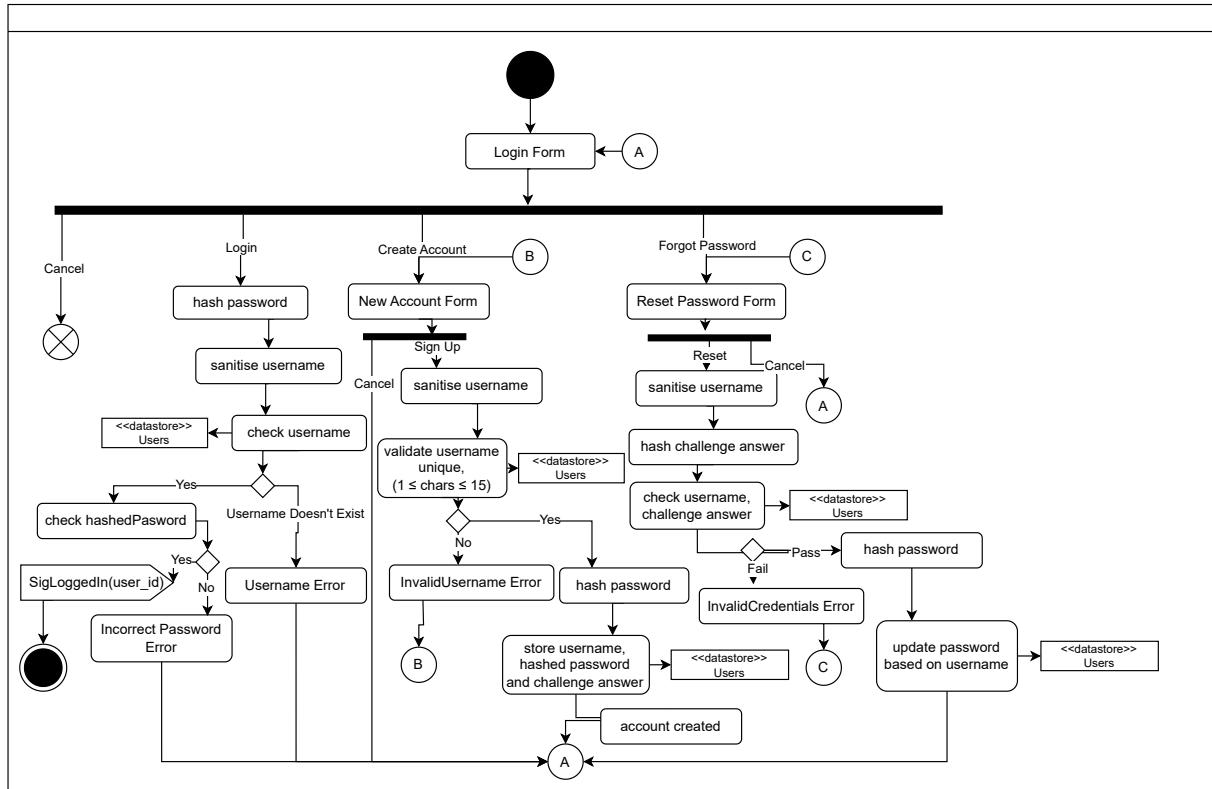 Login Form
A
Cancel
Login
Create Account
B
Forgot Password
C
hash password
New Account Form
Reset Password Form
sanitise username
Sign Up
Cancel
Reset
Cancel
sanitise username
sanitise username
A
<<datastore>>
Users
check username
validate username
unique,
(1 ≤ chars ≤ 15)
<<datastore>>
Users
hash challenge answer
Yes
Username Doesn't Exist
check hashedPasword
No
Yes
check username,
challenge answer
<<datastore>>
Users
Pass
hash password
Fail
Yes
No
SigLoggedIn(user_id)
Username Error
InvalidUsername Error
hash password
InvalidCredentials Error
Incorrect Password
Error
B
store username,
hashed password
and challenge answer
<<datastore>>
Users
C
update password
based on username
<<datastore>>
Users
account created
A